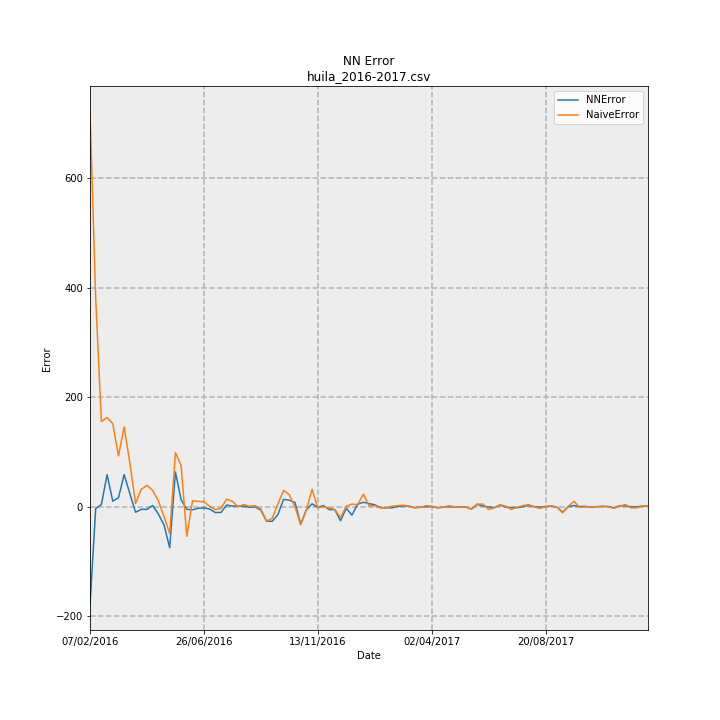 NN Error
huila_2016-2017.csv
NNError
NaiveError
600
400
200
0
−200
Error
07/02/2016
26/06/2016
13/11/2016
02/04/2017
20/08/2017
Date